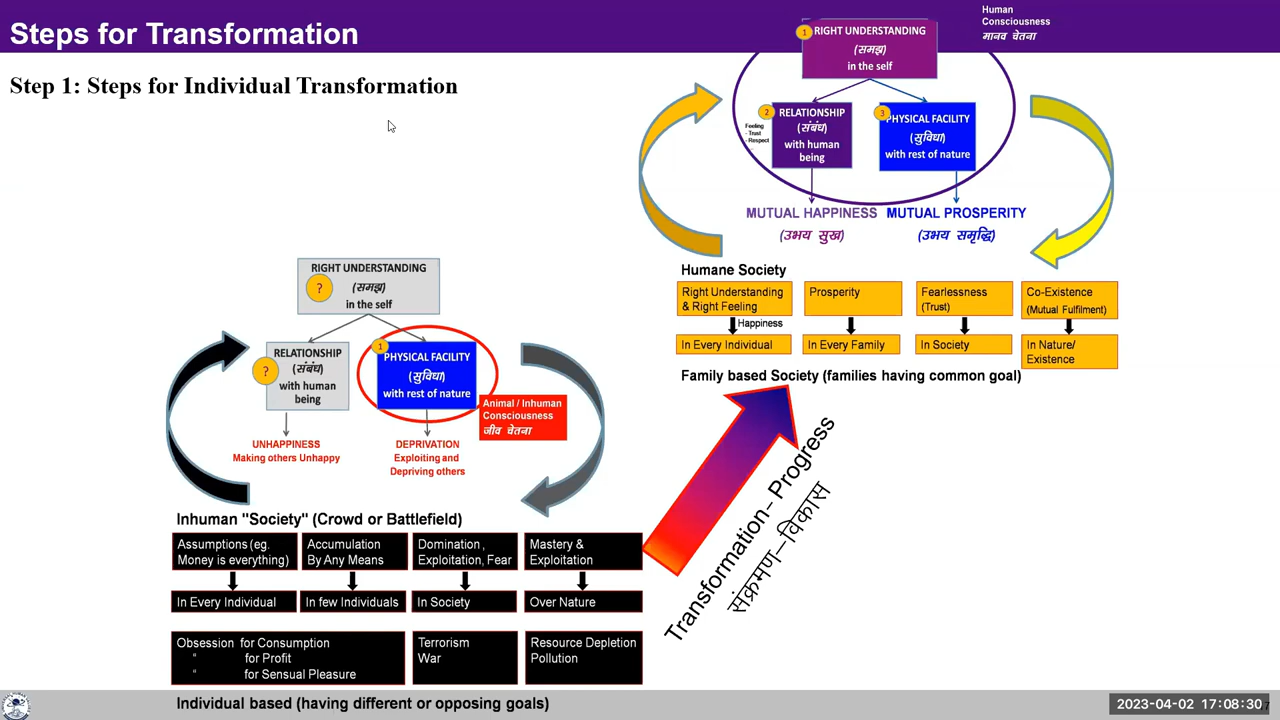 Steps for Transformation
Step 1: Steps for Individual Transformation
Human
Consciousness
मानव चेतना
1
RIGHT UNDERSTANDING
(समझ)
in the self
2
RELATIONSHIP
(संबंध)
with human
being
Feeling
- Trust
- Respect
3
PHYSICAL FACILITY
(सुविधा)
with rest of nature
MUTUAL HAPPINESS
(उभय सुख)
MUTUAL PROSPERITY
(उभय समृद्धि)
Humane Society
Right Understanding
& Right Feeling
Happiness
In Every Individual
Prosperity
In Every Family
Fearlessness
(Trust)
In Society
Co-Existence
(Mutual Fulfilment)
In Nature/
Existence
Family based Society (families having common goal)
RIGHT UNDERSTANDING
?
(समझ)
in the self
?
RELATIONSHIP
(संबंध)
with human
being
1
PHYSICAL FACILITY
(सुविधा)
with rest of nature
Animal / Inhuman
Consciousness
जीव चेतना
UNHAPPINESS
Making others Unhappy
DEPRIVATION
Exploiting and
Depriving others
Inhuman "Society" (Crowd or Battlefield)
Assumptions (eg.
Money is everything)
In Every Individual
Accumulation
By Any Means
In few Individuals
Domination ,
Exploitation, Fear
In Society
Mastery &
Exploitation
Over Nature
Obsession for Consumption
" for Profit
" for Sensual Pleasure
Terrorism
War
Resource Depletion
Pollution
Transformation– Progress
संक्रमण–विकास
Individual based (having different or opposing goals)
2023-04-02 17:08:30
7